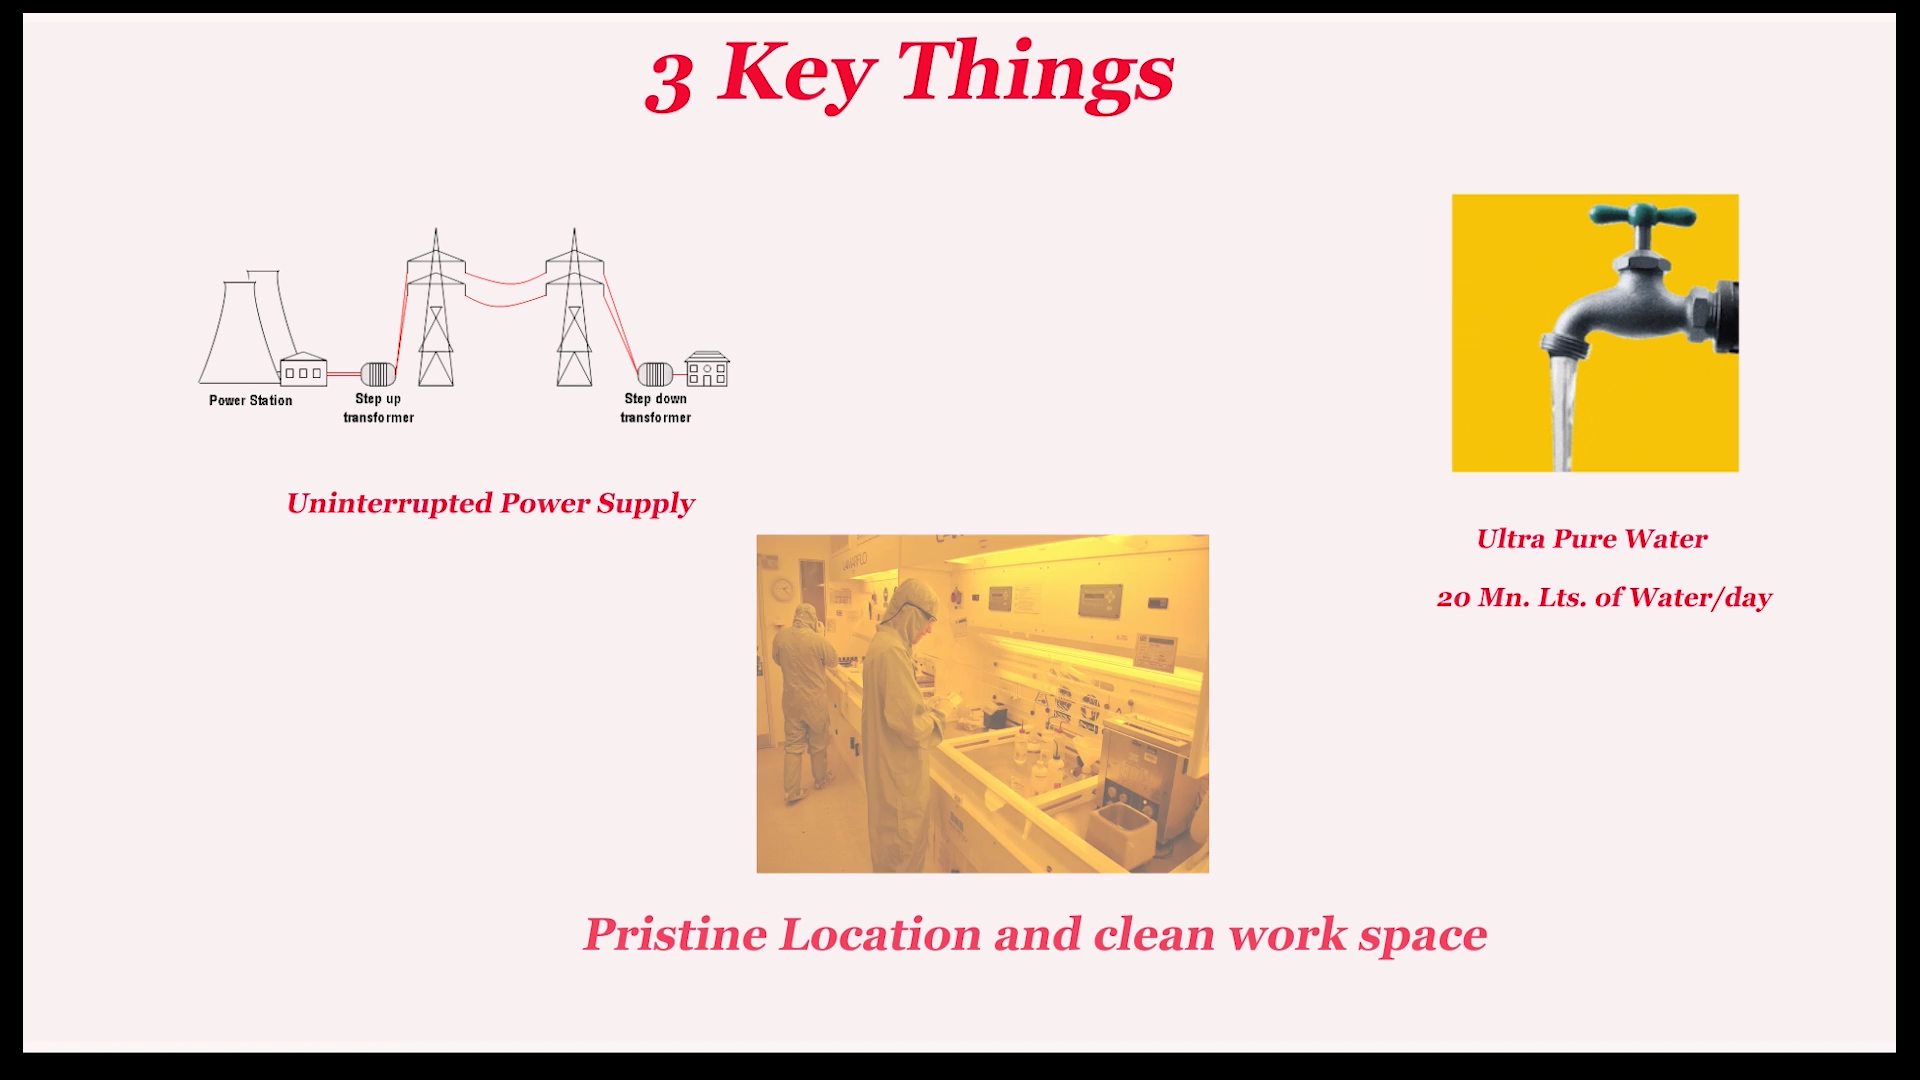 3 Key Things
Power Station
Step up
transformer
Step down
transformer
Uninterrupted Power Supply
Ultra Pure Water
20 Mn. Lts. of Water/day
Pristine Location and clean work space